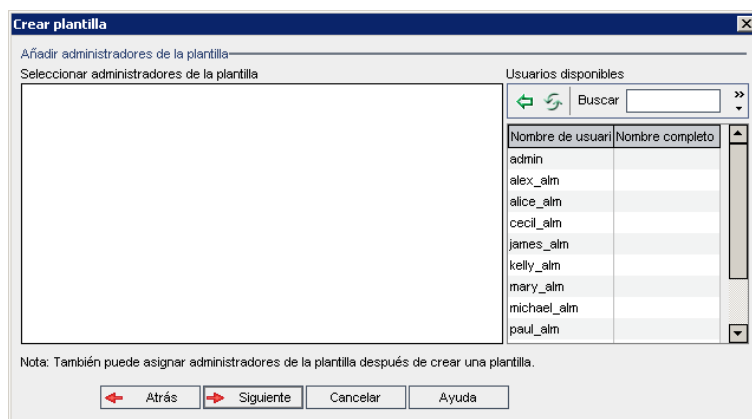 Crear plantilla
Añadir administradores de la plantilla
Seleccionar administradores de la plantilla
Usuarios disponibles
Buscar
Nombre de usuari Nombre completo
admin
alex_alm
alice_alm
cecil_alm
james_alm
kelly_alm
mary_alm
michael_alm
paul_alm
Nota: También puede asignar administradores de la plantilla después de crear una plantilla.
Atrás Siguiente Cancelar Ayuda